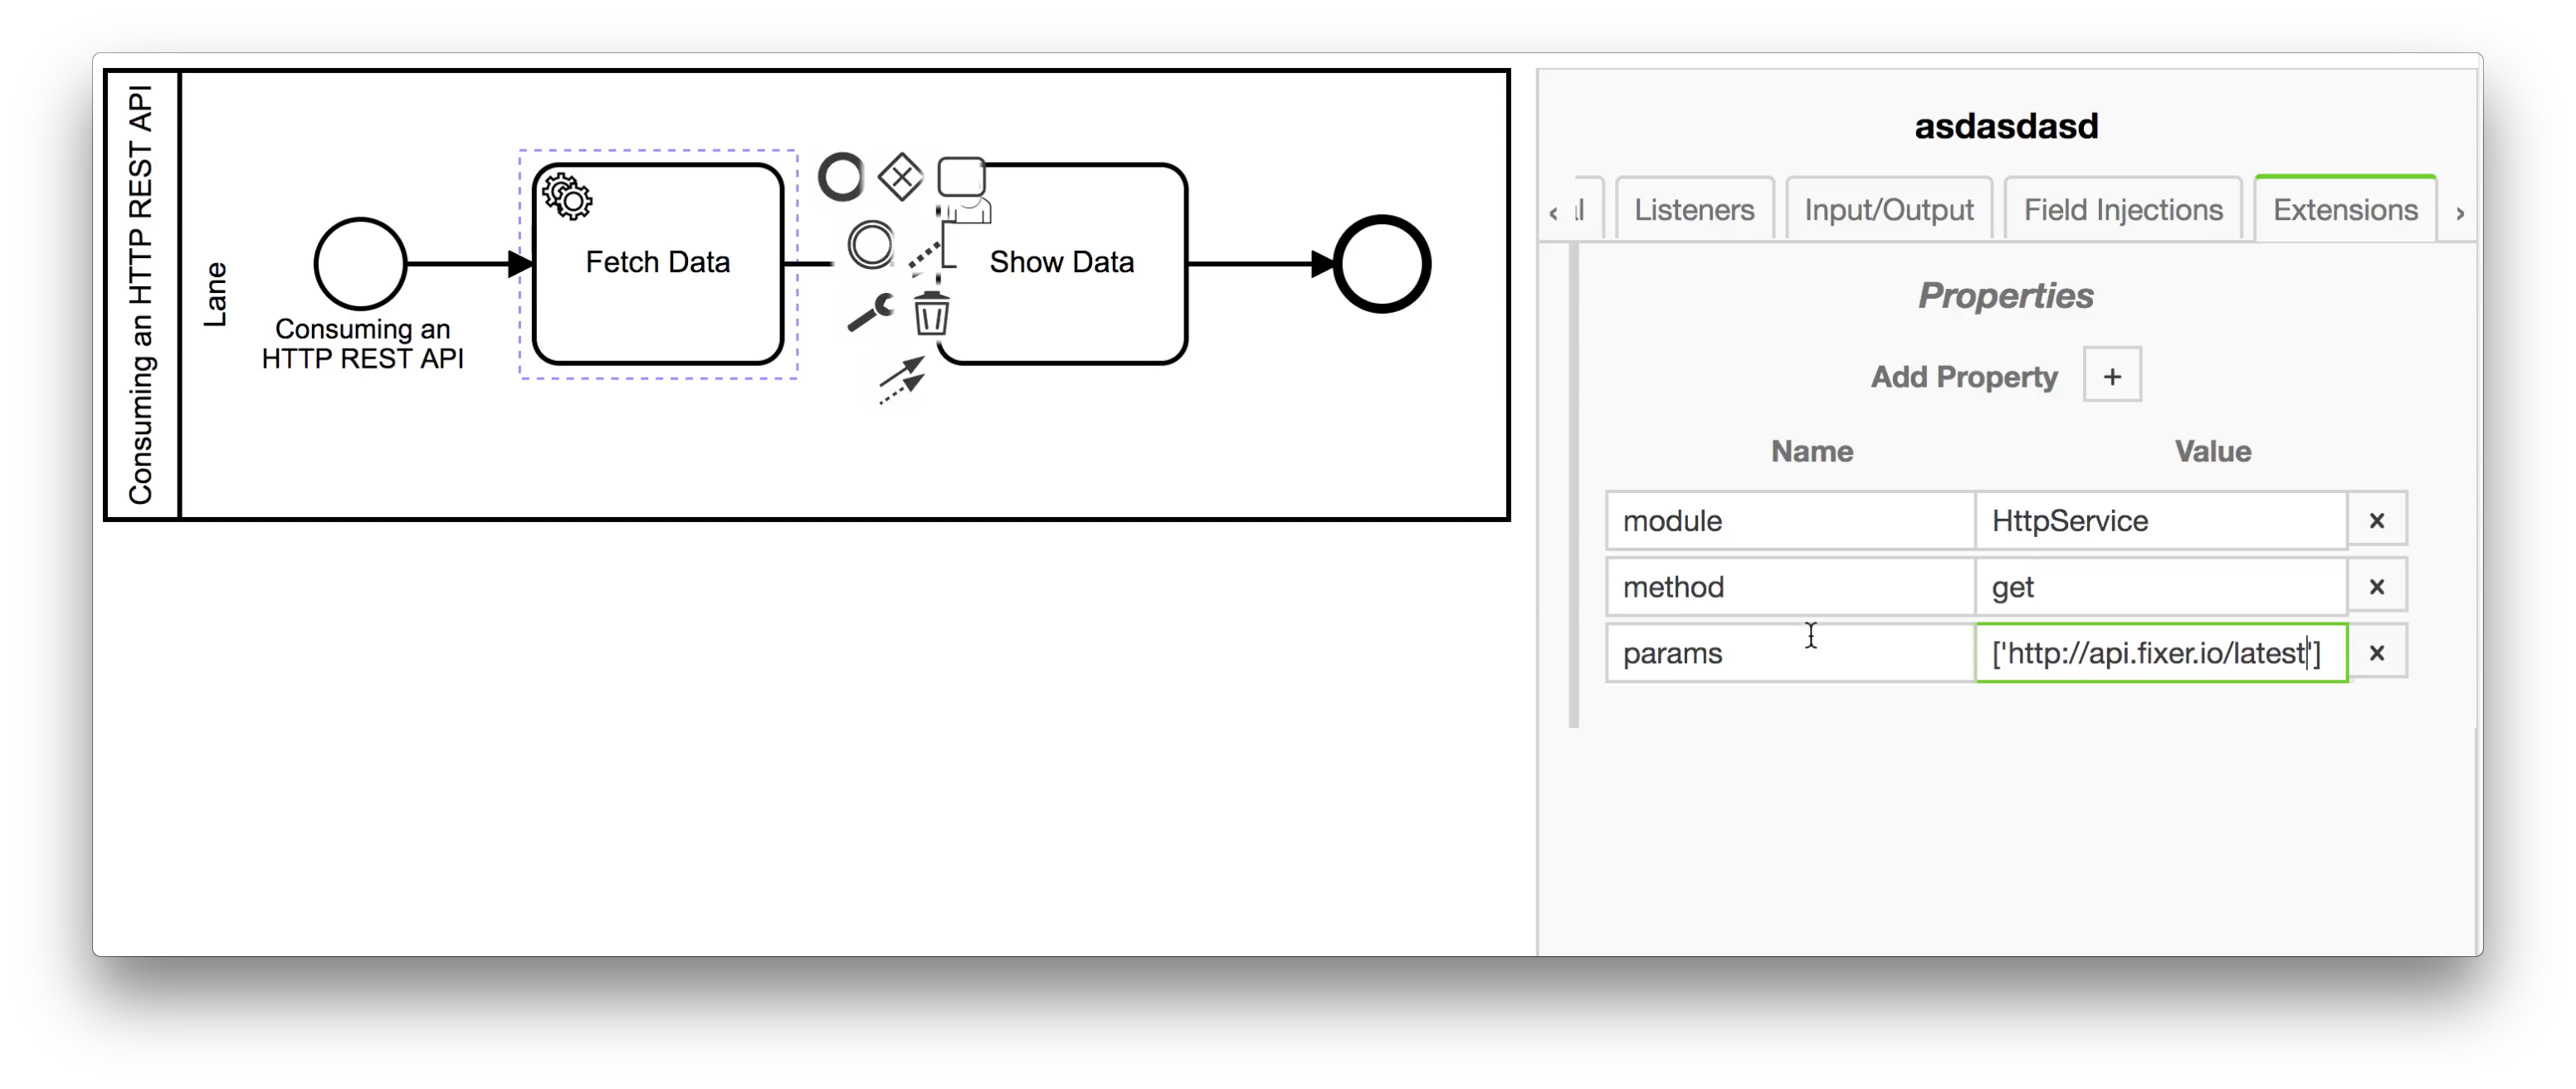 Consuming an HTTP REST API
Lane
Consuming an
HTTP REST API
Fetch Data
Show Data
asdasdasd
‹
Listeners
Input/Output
Field Injections
Extensions
›
Properties
Add Property +
Name Value
module HttpService ×
method get ×
params ['http://api.fixer.io/latest'] ×